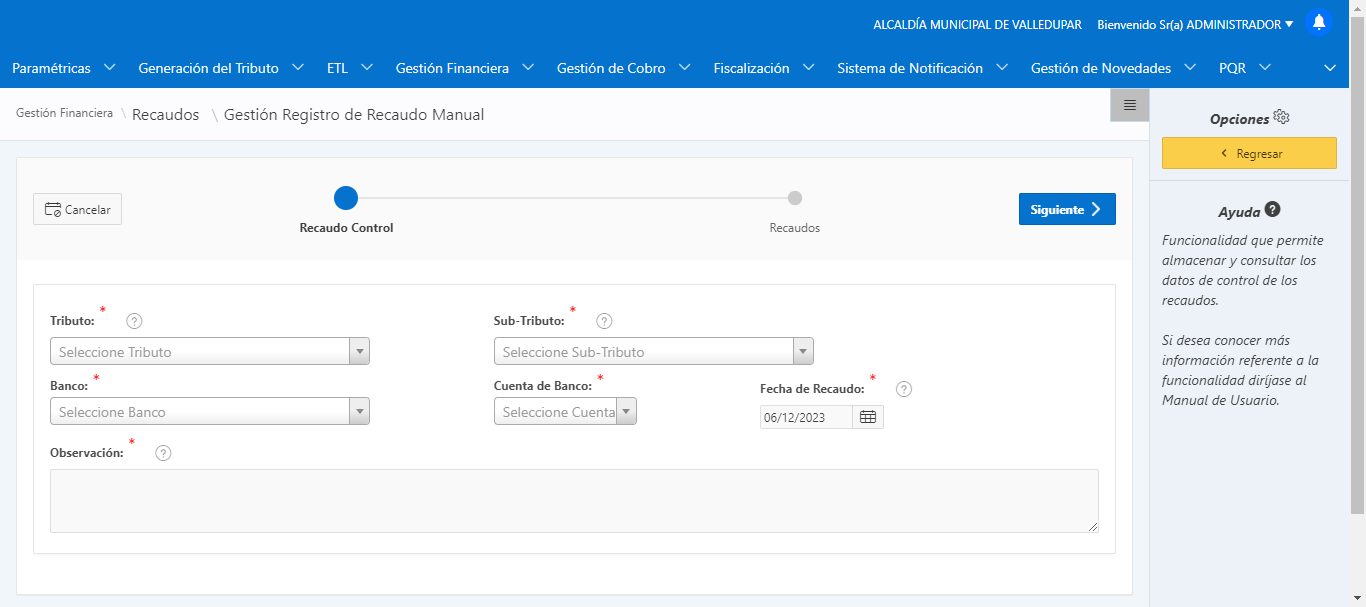 ALCALDÍA MUNICIPAL DE VALLEDUPAR Bienvenido Sr(a) ADMINISTRADOR
Paramétricas Generación del Tributo ETL Gestión Financiera Gestión de Cobro Fiscalización Sistema de Notificación Gestión de Novedades PQR
Gestión Financiera \ Recaudos \ Gestión Registro de Recaudo Manual
Opciones
Regresar
Cancelar
Recaudo Control
Recaudos
Siguiente
Ayuda ?
Funcionalidad que permite
almacenar y consultar los
datos de control de los
recaudos.
Si desea conocer más
información referente a la
funcionalidad diríjase al
Manual de Usuario.
Tributo: * ? Sub-Tributo: * ?
Seleccione Tributo Seleccione Sub-Tributo
Banco: * Cuenta de Banco: * Fecha de Recaudo: * ?
Seleccione Banco Seleccione Cuenta 06/12/2023
Observación: * ?